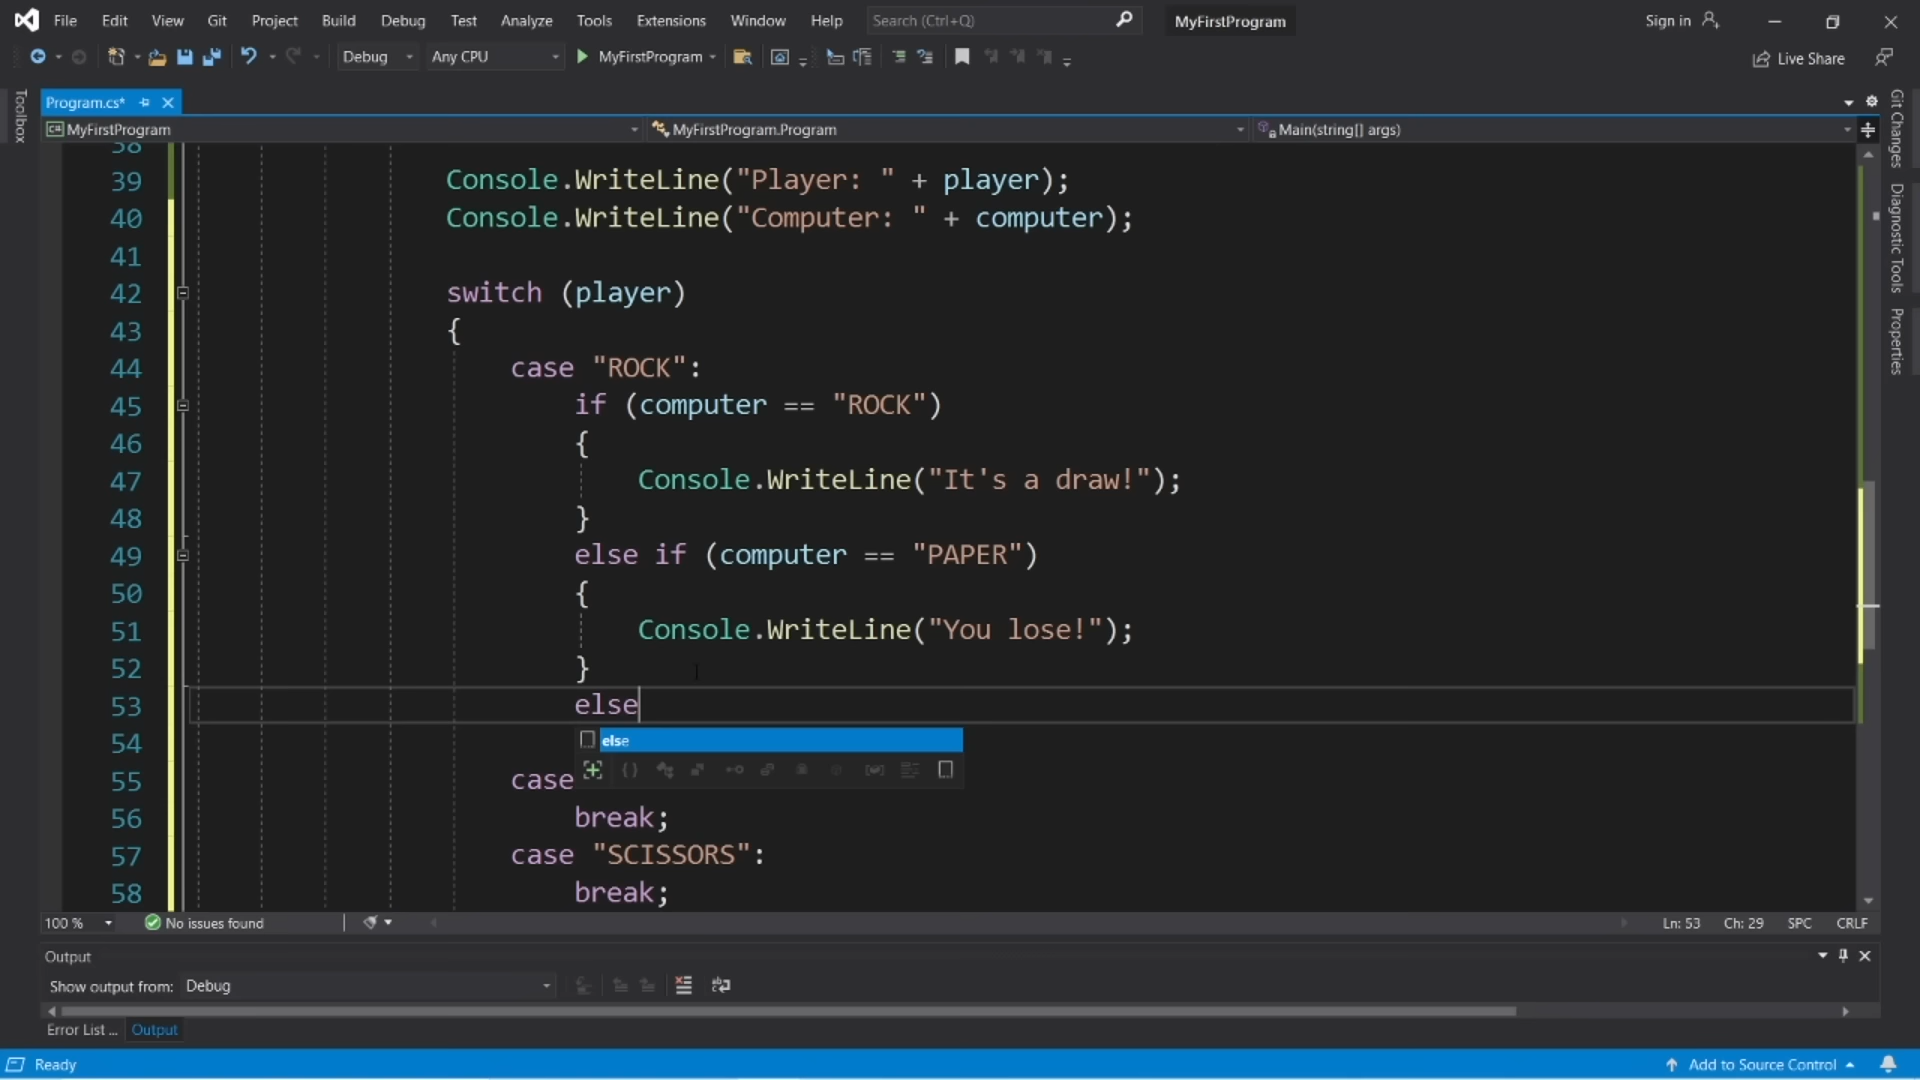 File Edit View Git Project Build Debug Test Analyze Tools Extensions Window Help Search (Ctrl+Q) MyFirstProgram Sign in
Debug Any CPU MyFirstProgram Live Share
Toolbox
Program.cs*
MyFirstProgram MyFirstProgram.Program Main(string[] args)
38
39 Console.WriteLine("Player: " + player);
40 Console.WriteLine("Computer: " + computer);
41
42 switch (player)
43 {
44 case "ROCK":
45 if (computer == "ROCK")
46 {
47 Console.WriteLine("It's a draw!");
48 }
49 else if (computer == "PAPER")
50 {
51 Console.WriteLine("You lose!");
52 }
53 else
else
54
55 case
56 break;
57 case "SCISSORS":
58 break;
Git Changes
Diagnostic Tools
Properties
100 % No issues found Ln: 53 Ch: 29 SPC CRLF
Output
Show output from: Debug
Error List ... Output
Ready Add to Source Control